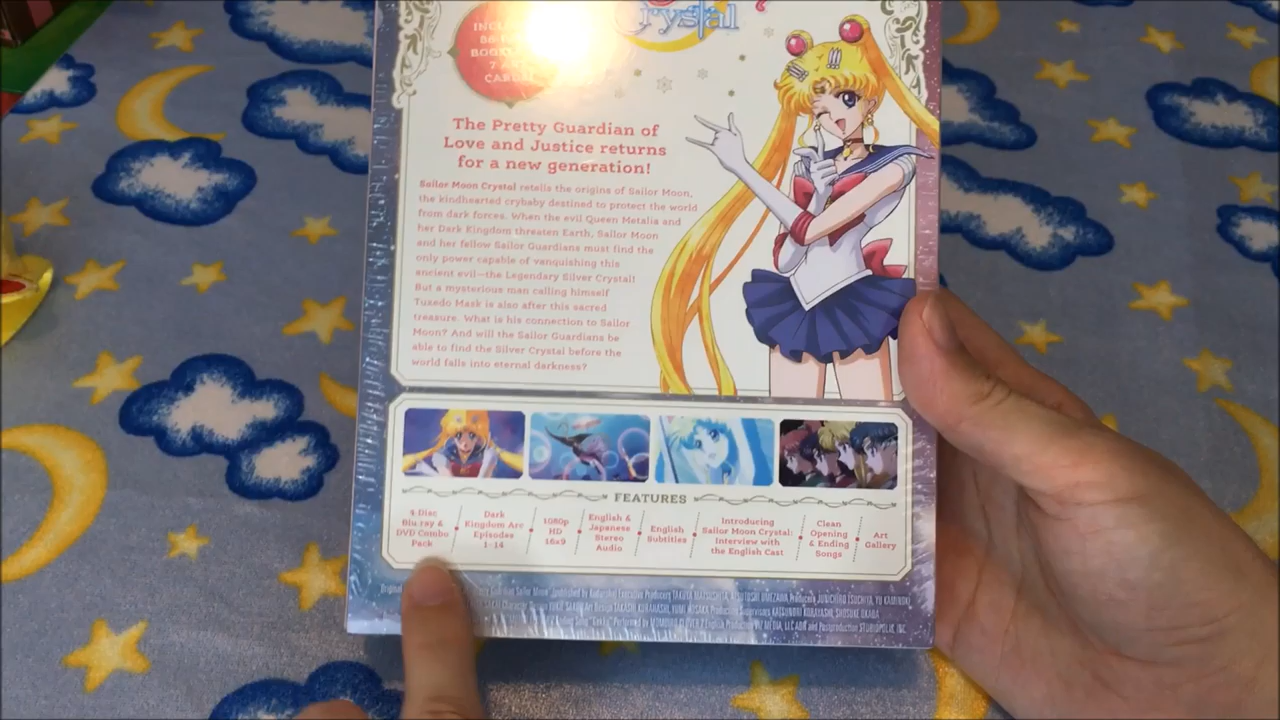 Crystal
The Pretty Guardian of
Love and Justice returns
for a new generation!
Sailor Moon Crystal retells the origins of Sailor Moon,
the kindhearted crybaby destined to protect the world
from dark forces. When the evil Queen Metalia and
her Dark Kingdom threaten Earth, Sailor Moon
and her fellow Sailor Guardians must find the
only power capable of vanquishing this
ancient evil—the Legendary Silver Crystal!
But a mysterious man calling himself
Tuxedo Mask is also after this sacred
treasure. What is his connection to Sailor
Moon? And will the Sailor Guardians be
able to find the Silver Crystal before the
world falls into eternal darkness?
FEATURES
Disc
Blu-ray &
DVD Combo
Pack
Dark
Kingdom Arc
Episodes
1-14
1080p
HD
16x9
English &
Japanese
Stereo
Audio
English
Subtitles
Introducing
Sailor Moon Crystal:
Interview with
the English Cast
Clean
Opening
& Ending
Songs
Art
Gallery